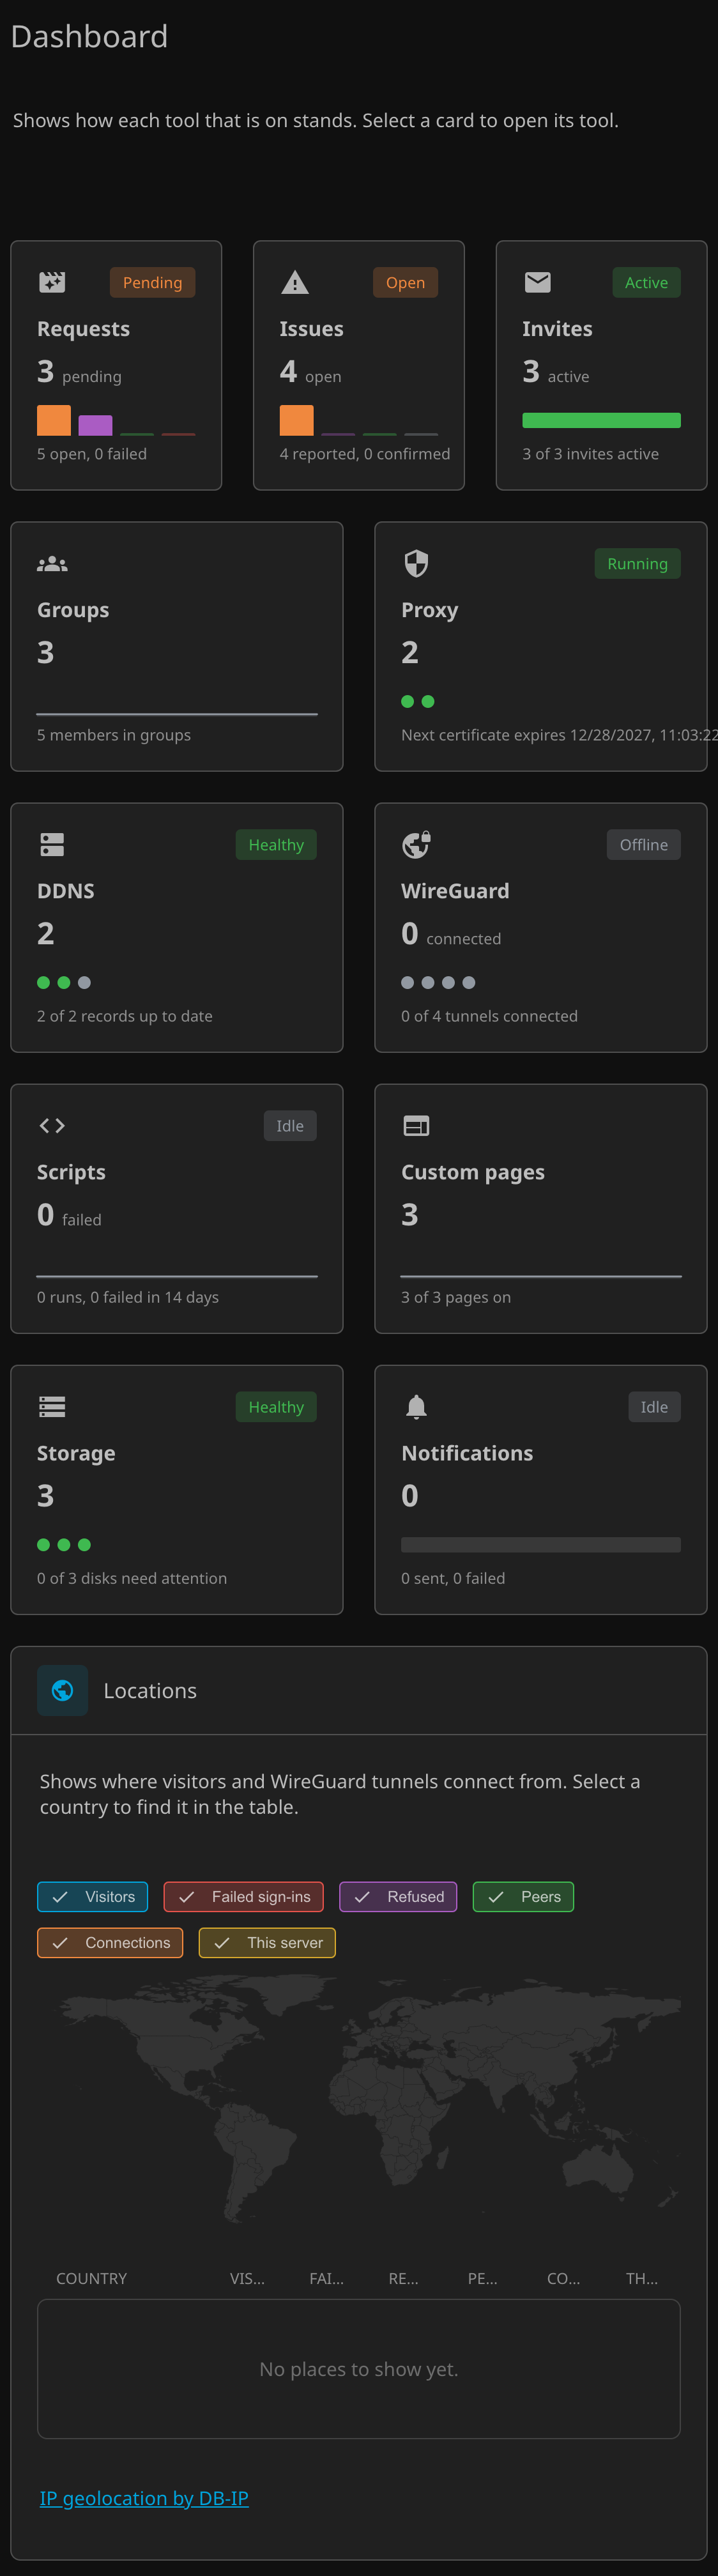 Dashboard
Shows how each tool that is on stands. Select a card to open its tool.
Pending
Requests
3 pending
5 open, 0 failed
Open
Issues
4 open
4 reported, 0 confirmed
Active
Invites
3 active
3 of 3 invites active
Groups
3
5 members in groups
Running
Proxy
2
Next certificate expires 12/28/2027, 11:03:22
Healthy
DDNS
2
2 of 2 records up to date
Offline
WireGuard
0 connected
0 of 4 tunnels connected
Idle
Scripts
0 failed
0 runs, 0 failed in 14 days
Custom pages
3
3 of 3 pages on
Healthy
Storage
3
0 of 3 disks need attention
Idle
Notifications
0
0 sent, 0 failed
Locations
Shows where visitors and WireGuard tunnels connect from. Select a
country to find it in the table.
Visitors Failed sign-ins Refused Peers
Connections This server
COUNTRY VIS... FAI... RE... PE... CO... TH...
No places to show yet.
IP geolocation by DB-IP